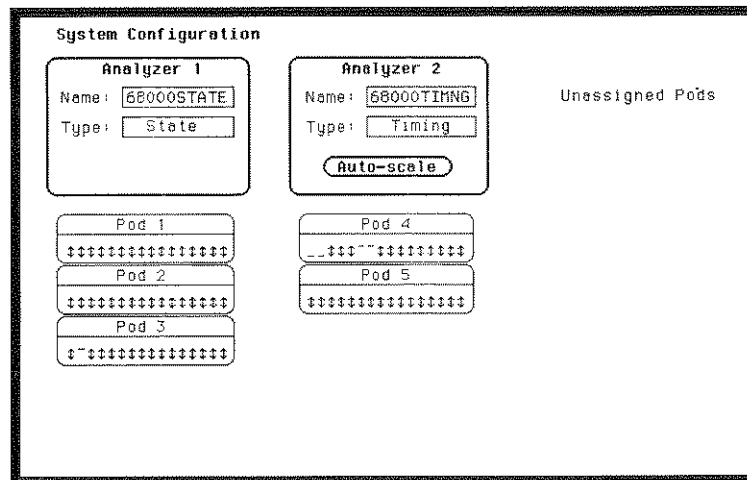 System Configuration
Analyzer 1
Name: 68000STATE
Type: State
Analyzer 2
Name: 68000TIMNG
Type: Timing
Auto-scale
Unassigned Pods
Pod 1
↕↕↕↕↕↕↕↕↕↕↕↕↕↕↕↕
Pod 2
↕↕↕↕↕↕↕↕↕↕↕↕↕↕↕↕
Pod 3
↕¯↕↕↕↕↕↕↕↕↕↕↕↕↕↕
Pod 4
__↕↕↕¯¯↕↕↕↕↕↕↕↕↕
Pod 5
↕↕↕↕↕↕↕↕↕↕↕↕↕↕↕↕